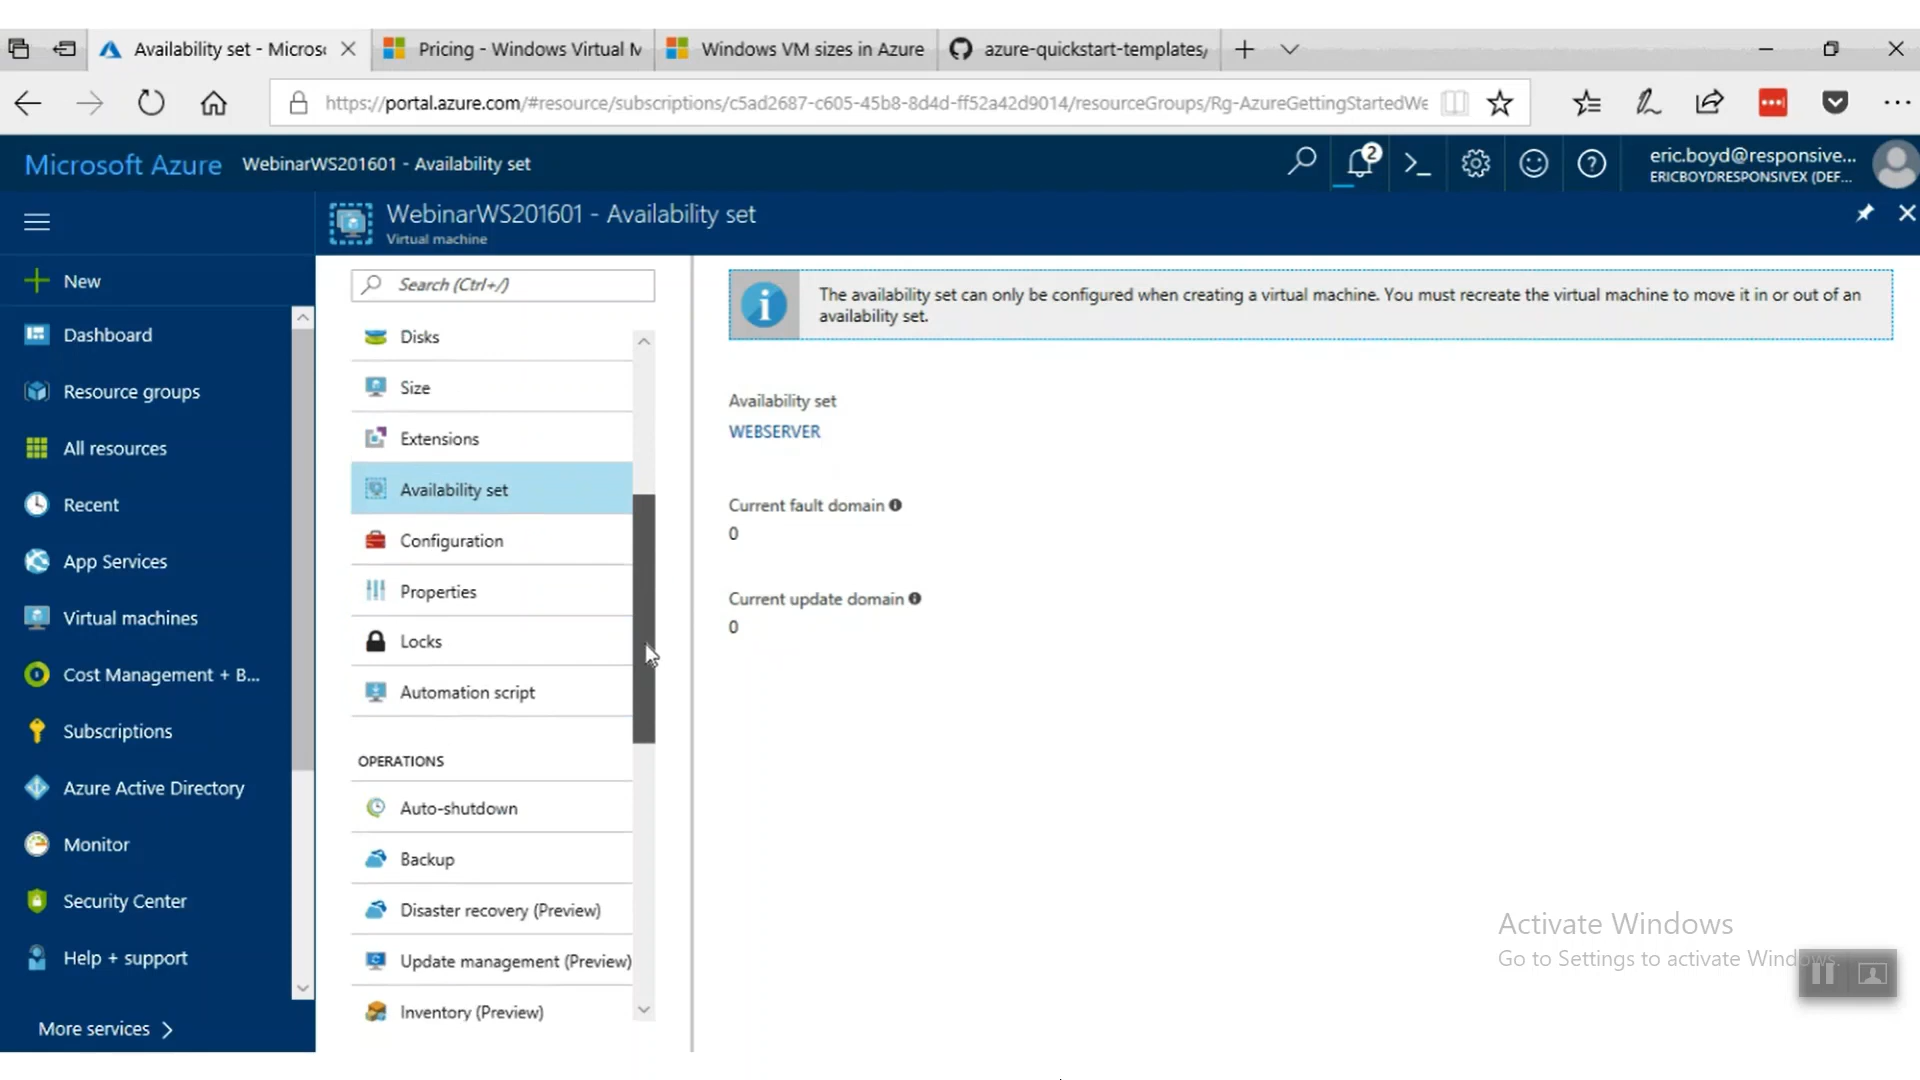 Availability set - Micros
Pricing - Windows Virtual M
Windows VM sizes in Azure
azure-quickstart-templates/
https://portal.azure.com/#resource/subscriptions/c5ad2687-c605-45b8-8d4d-ff52a42d9014/resourceGroups/Rg-AzureGettingStartedWe
Microsoft Azure
WebinarWS201601 - Availability set
2
eric.boyd@responsive...
ERICBOYDRESPONSIVEX (DEF...
WebinarWS201601 - Availability set
Virtual machine
New
Dashboard
Resource groups
All resources
Recent
App Services
Virtual machines
Cost Management + B...
Subscriptions
Azure Active Directory
Monitor
Security Center
Help + support
More services
Search (Ctrl+/)
Disks
Size
Extensions
Availability set
Configuration
Properties
Locks
Automation script
OPERATIONS
Auto-shutdown
Backup
Disaster recovery (Preview)
Update management (Preview)
Inventory (Preview)
The availability set can only be configured when creating a virtual machine. You must recreate the virtual machine to move it in or out of an
availability set.
Availability set
WEBSERVER
Current fault domain
0
Current update domain
0
Activate Windows
Go to Settings to activate Windows.